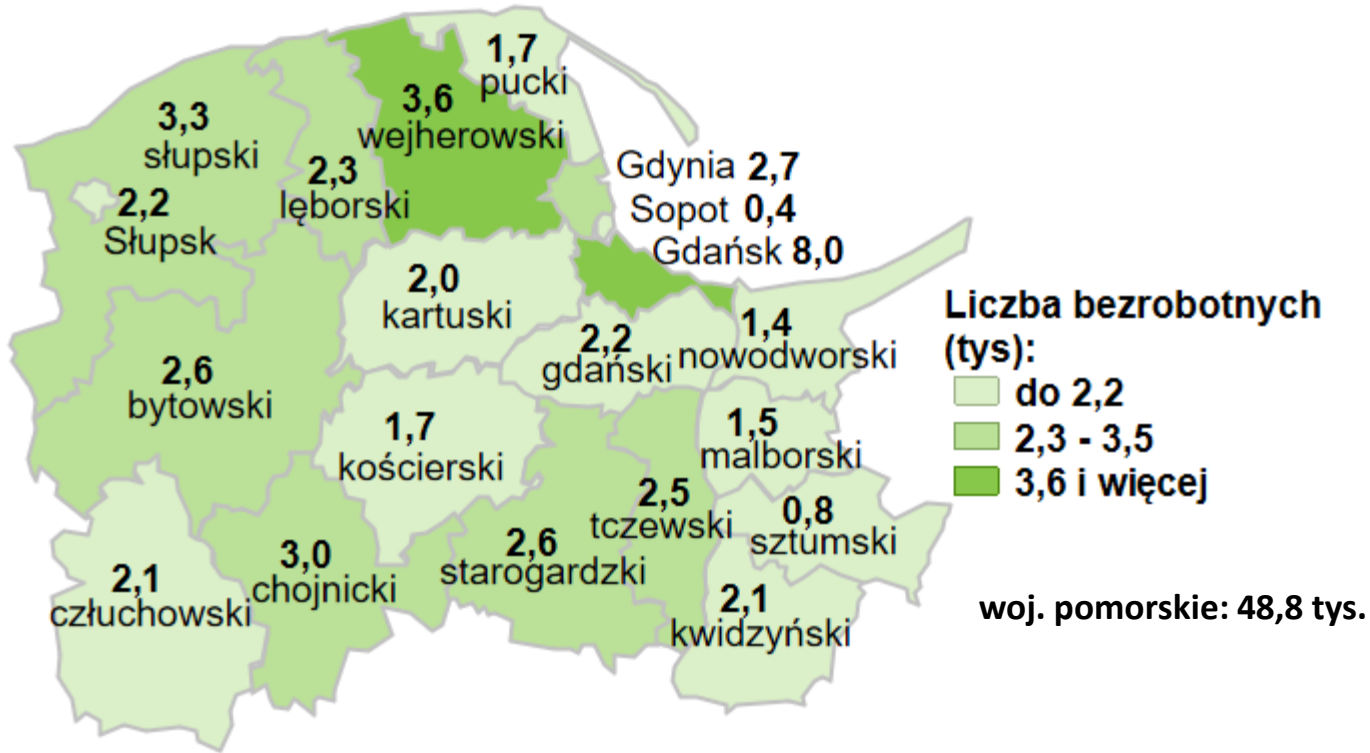 1,7
pucki
3,6
wejherowski
3,3
słupski
2,3
lęborski
2,2
Słupsk
Gdynia 2,7
Sopot 0,4
Gdańsk 8,0
2,0
kartuski
2,2
gdański
1,4
nowodworski
2,6
bytowski
1,7
kościerski
1,5
malborski
2,5
tczewski
0,8
sztumski
2,6
starogardzki
3,0
chojnicki
2,1
człuchowski
2,1
kwidzyński
Liczba bezrobotnych
(tys):
do 2,2
2,3 - 3,5
3,6 i więcej
woj. pomorskie: 48,8 tys.